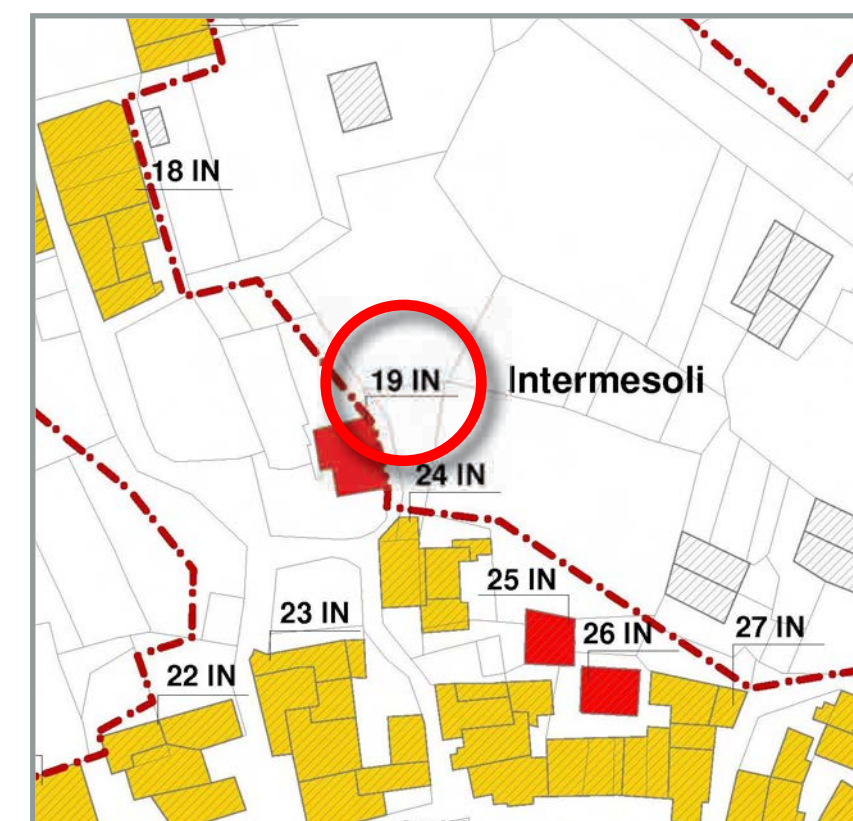 18 IN
19 IN
Intermesoli
24 IN
25 IN
23 IN
26 IN
27 IN
22 IN